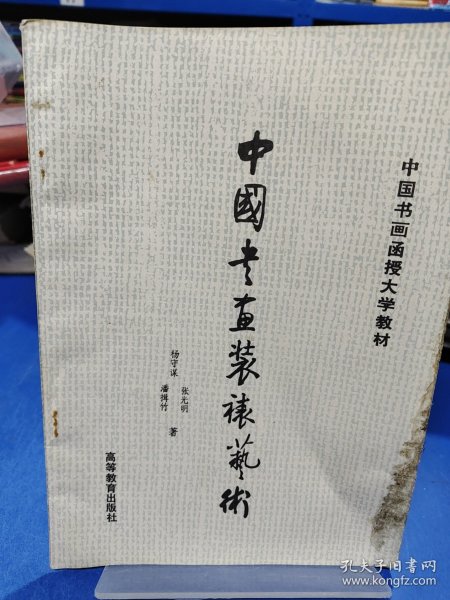 中国书画函授大学教材
中國书画装裱藝術
张光明
杨守谋
潘缉竹 著
高等教育出版社
孔夫子旧书网
www.kongfz.com